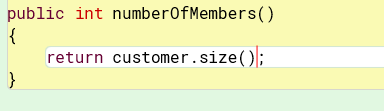 public int numberOfMembers()
{
    return customer.size();
}